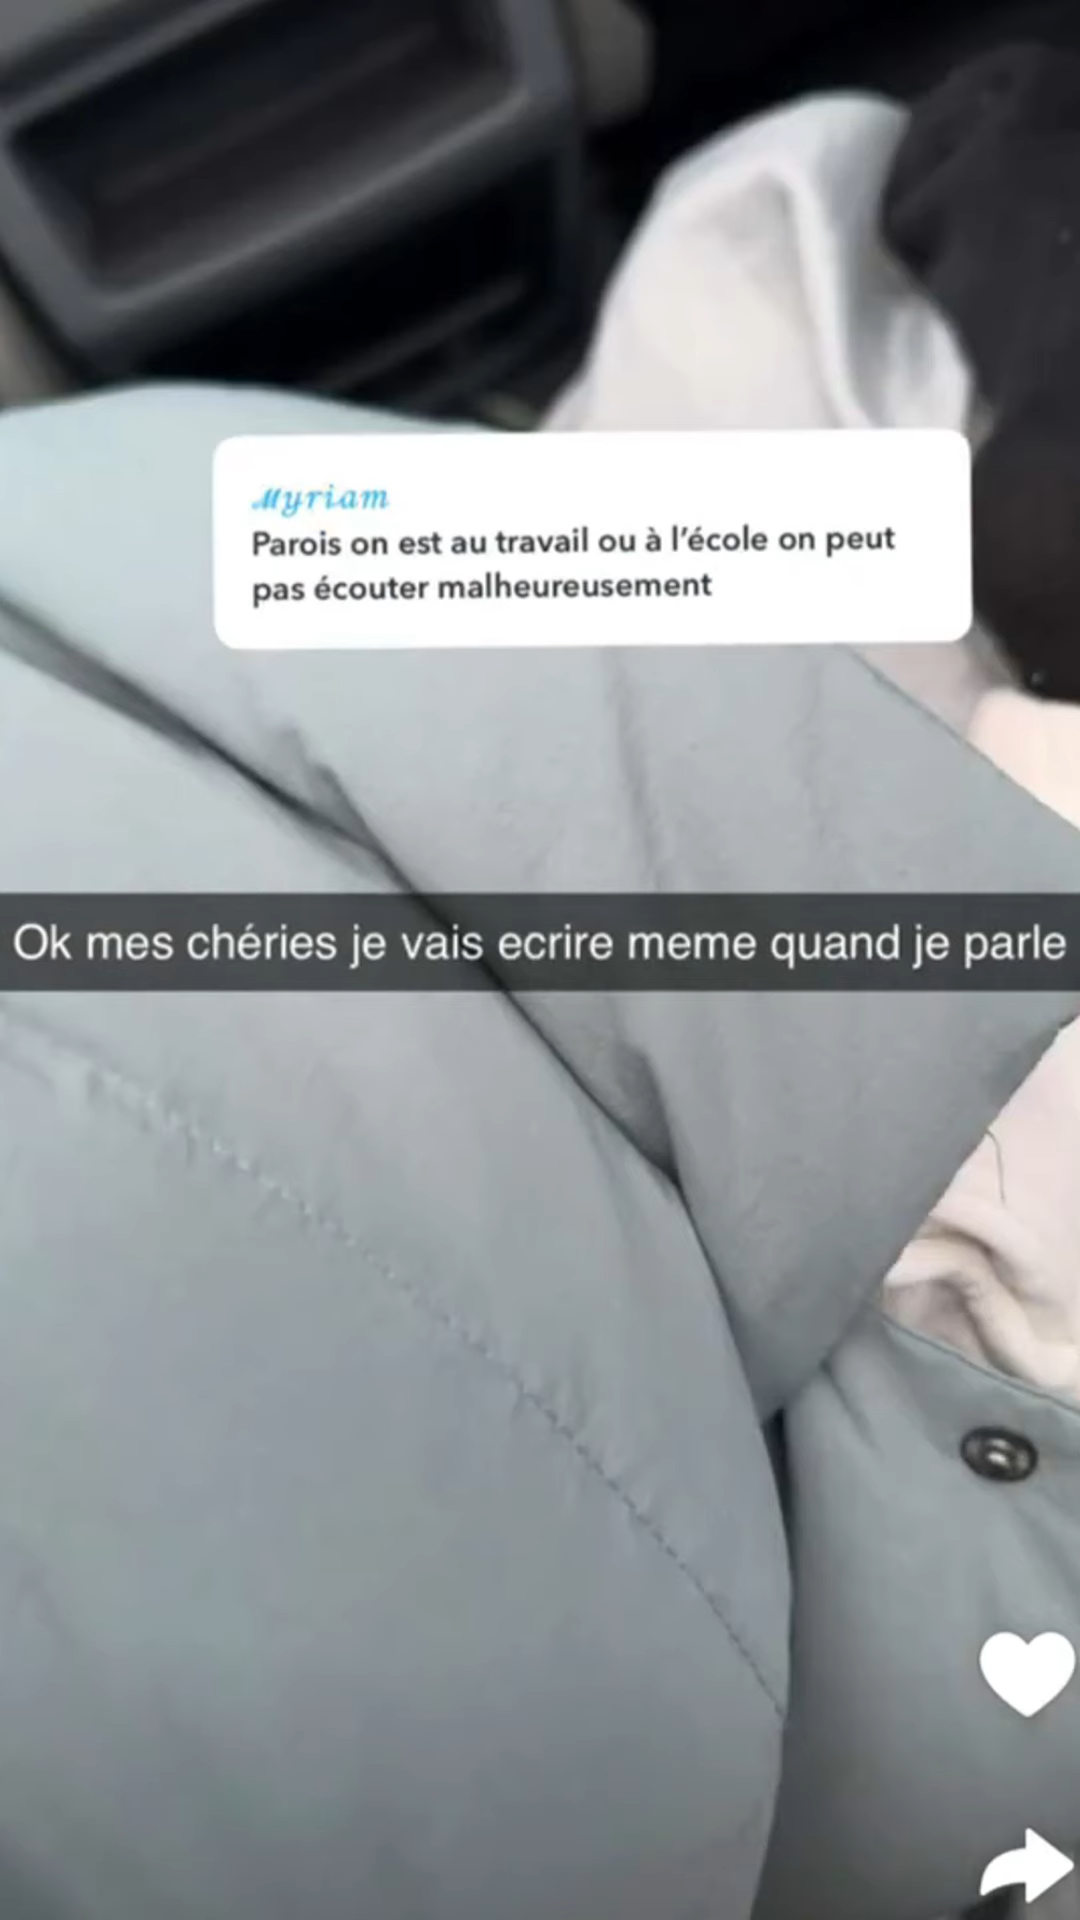 Myriam
Parois on est au travail ou à l'école on peut
pas écouter malheureusement
Ok mes chéries je vais ecrire meme quand je parle